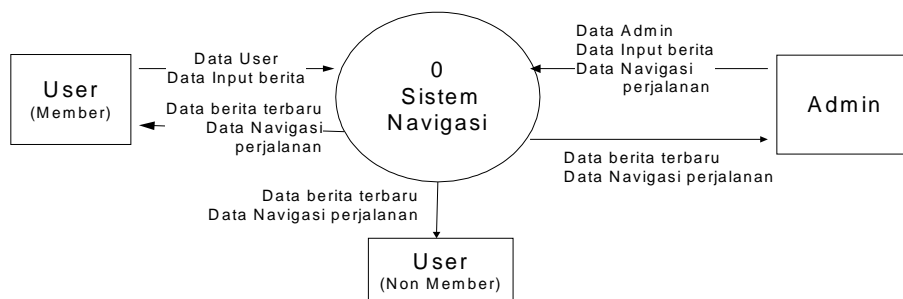 User
(Member)
Data User
Data Input berita
Data berita terbaru
Data Navigasi
perjalanan
0
Sistem
Navigasi
Data Admin
Data Input berita
Data Navigasi
perjalanan
Admin
Data berita terbaru
Data Navigasi perjalanan
Data berita terbaru
Data Navigasi perjalanan
User
(Non Member)